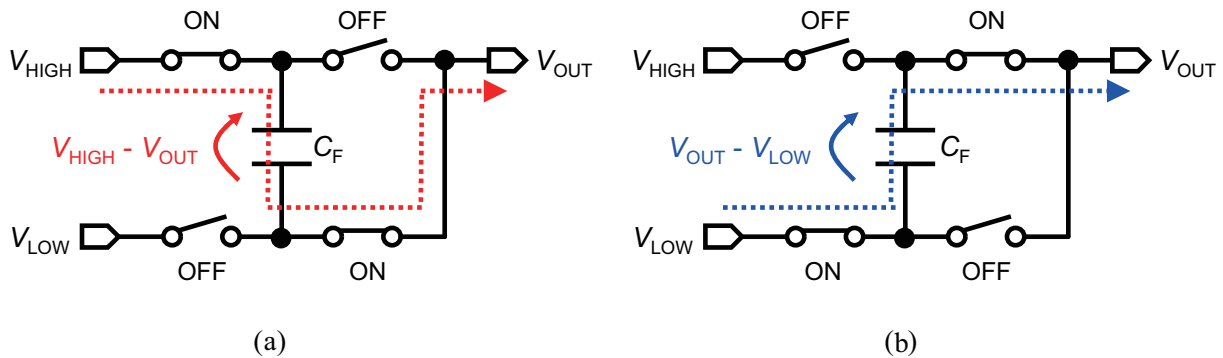 ON
OFF
V_HIGH
V_OUT
V_HIGH - V_OUT
C_F
V_LOW
OFF
ON
(a)
OFF
ON
V_HIGH
V_OUT
V_OUT - V_LOW
C_F
V_LOW
ON
OFF
(b)